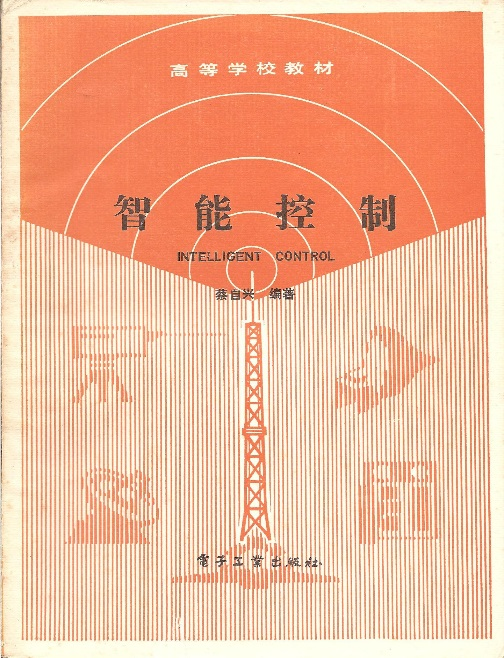 高等学校教材
智能控制
INTELLIGENT CONTROL
蔡自兴 编著
電子工業出版社